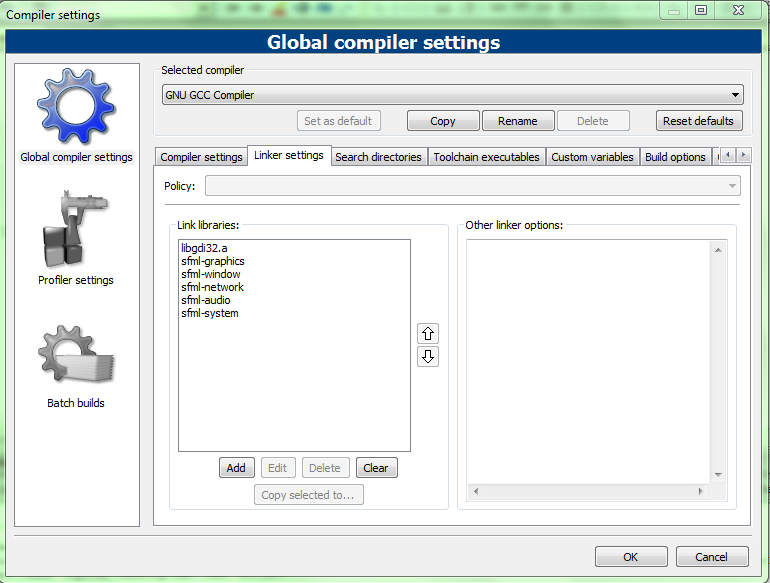 Compiler settings
Global compiler settings
Global compiler settings
Profiler settings
Batch builds
Selected compiler
GNU GCC Compiler
Set as default
Copy
Rename
Delete
Reset defaults
Compiler settings
Linker settings
Search directories
Toolchain executables
Custom variables
Build options
Policy:
Link libraries:
libgdi32.a
sfml-graphics
sfml-window
sfml-network
sfml-audio
sfml-system
Add
Edit
Delete
Clear
Copy selected to...
Other linker options:
OK
Cancel